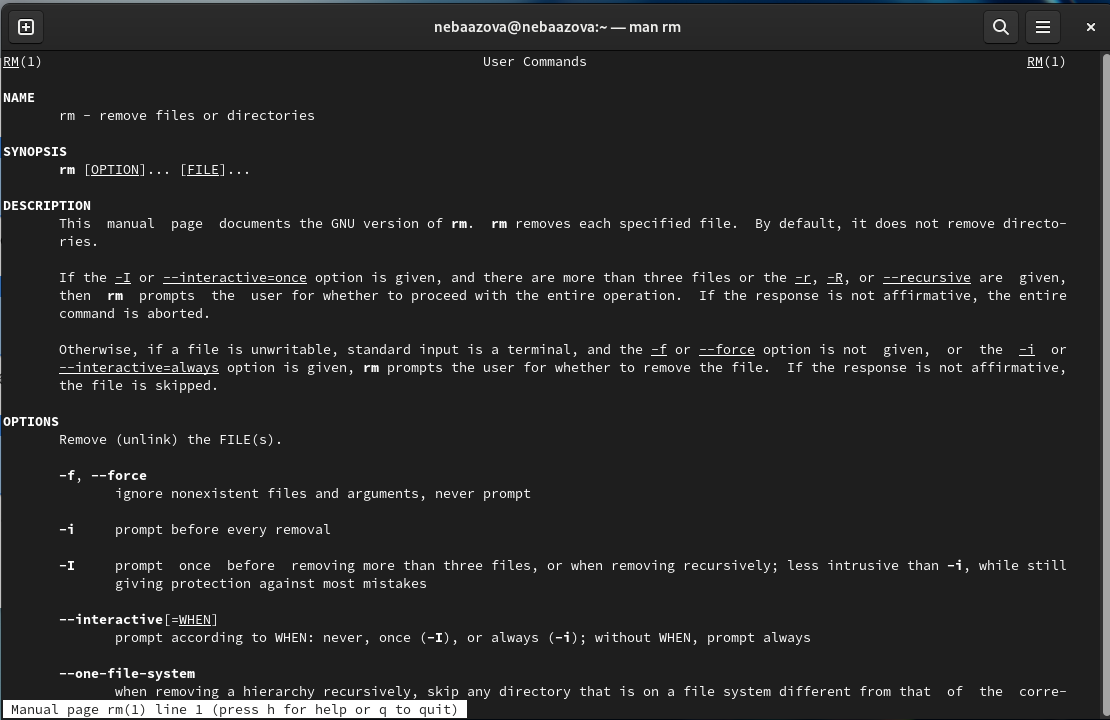 nebaazova@nebaazova:~ — man rm
RM(1) User Commands RM(1)
NAME
rm - remove files or directories
SYNOPSIS
rm [OPTION]... [FILE]...
DESCRIPTION
This manual page documents the GNU version of rm. rm removes each specified file. By default, it does not remove directo-
ries.
If the -I or --interactive=once option is given, and there are more than three files or the -r, -R, or --recursive are given,
then rm prompts the user for whether to proceed with the entire operation. If the response is not affirmative, the entire
command is aborted.
Otherwise, if a file is unwritable, standard input is a terminal, and the -f or --force option is not given, or the -i or
--interactive=always option is given, rm prompts the user for whether to remove the file. If the response is not affirmative,
the file is skipped.
OPTIONS
Remove (unlink) the FILE(s).
-f, --force
ignore nonexistent files and arguments, never prompt
-i prompt before every removal
-I prompt once before removing more than three files, or when removing recursively; less intrusive than -i, while still
giving protection against most mistakes
--interactive[=WHEN]
prompt according to WHEN: never, once (-I), or always (-i); without WHEN, prompt always
--one-file-system
when removing a hierarchy recursively, skip any directory that is on a file system different from that of the corre-
Manual page rm(1) line 1 (press h for help or q to quit)